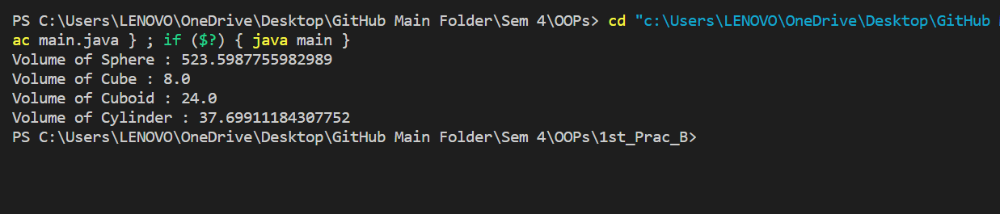 PS C:\Users\LENOVO\OneDrive\Desktop\GitHub Main Folder\Sem 4\OOPs> cd "c:\Users\LENOVO\OneDrive\Desktop\GitHub
ac main.java } ; if ($?) { java main }
Volume of Sphere : 523.5987755982989
Volume of Cube : 8.0
Volume of Cuboid : 24.0
Volume of Cylinder : 37.69911184307752
PS C:\Users\LENOVO\OneDrive\Desktop\GitHub Main Folder\Sem 4\OOPs\1st_Prac_B>